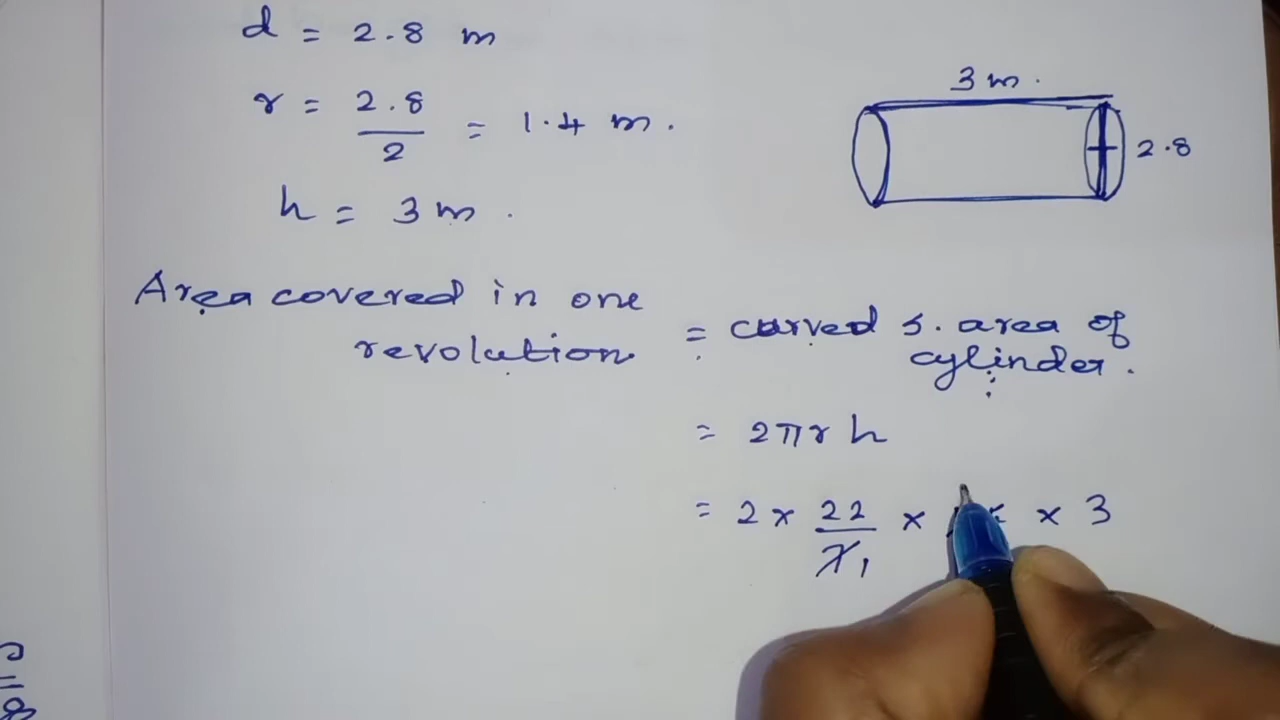 d = 2.8 m
r = 2.8/2 = 1.4 m.
h = 3 m.
3 m.
2.8
Area covered in one revolution = curved s. area of cylinder.
= 2πr h
= 2 x 22/7 1 x x 3